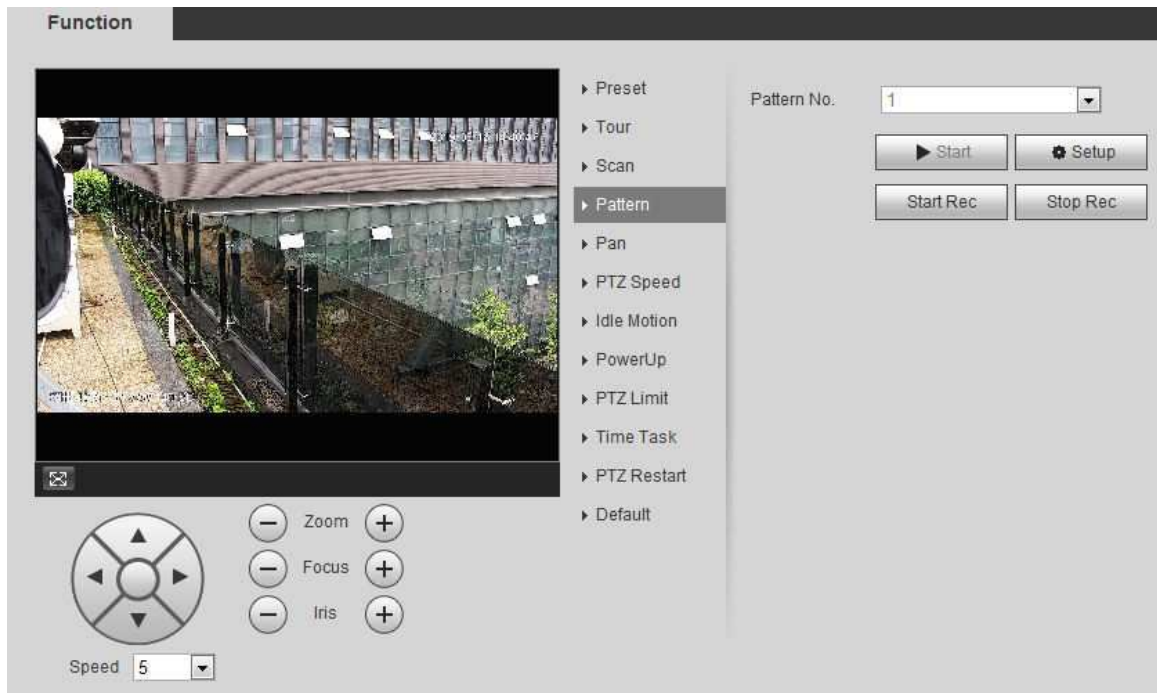 Function
Preset
Tour
Scan
Pattern
Pan
PTZ Speed
Idle Motion
PowerUp
PTZ Limit
Time Task
PTZ Restart
Default
Pattern No. 1
Start Setup
Start Rec Stop Rec
Zoom
Focus
Iris
Speed 5